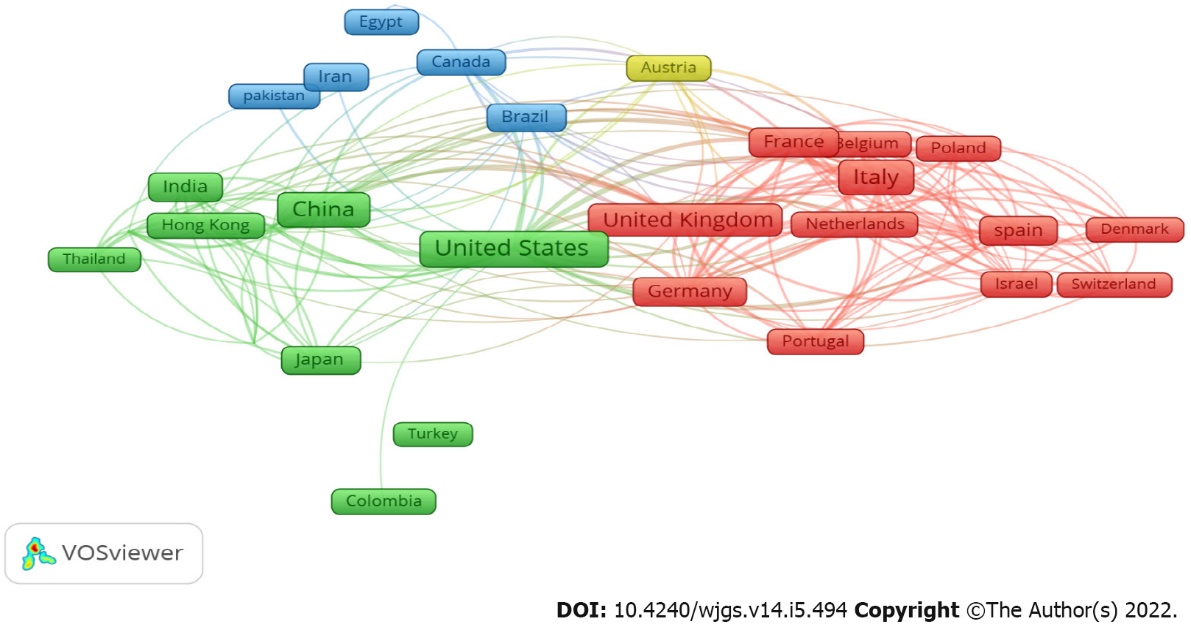 Egypt
Canada
Austria
Iran
pakistan
Brazil
France
Belgium
Poland
Italy
India
China
Hong Kong
United Kingdom
Netherlands
spain
Denmark
United States
Thailand
Germany
Israel
Switzerland
Portugal
Japan
Turkey
Colombia
VOSviewer
DOI: 10.4240/wjgs.v14.i5.494 Copyright ©The Author(s) 2022.